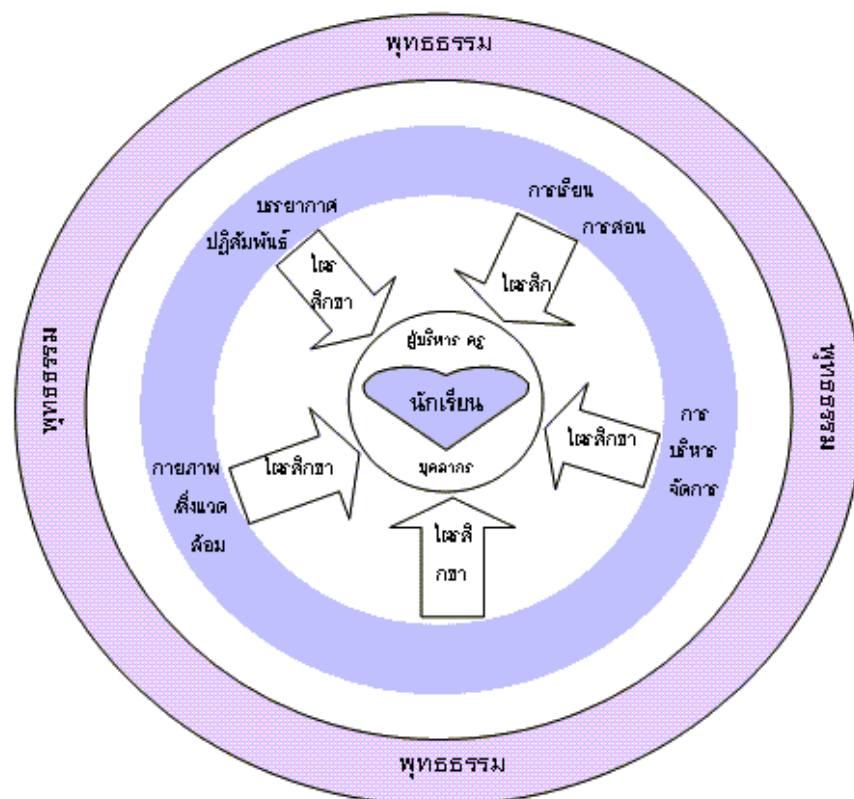 พุทธธรรม
การเรียน
การสอน
บรรยากาศ
ปฏิสัมพันธ์
ไตร
สิกขา
ไตรสิก
ผู้บริหาร ครู
นักเรียน
บุคลากร
พุทธธรรม
พุทธธรรม
ไตรสิกขา
การ
บริหาร
จัดการ
ไตรสิกขา
กายภาพ
สิ่งแวด
ล้อม
ไตรสิ
กขา
พุทธธรรม